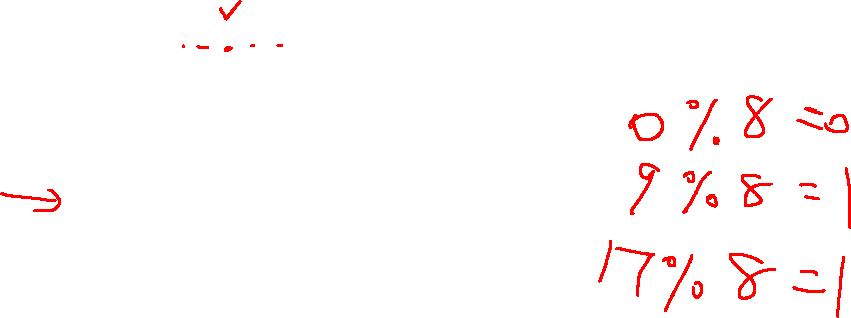 0 % 8 = 0
9 % 8 = 1
17 % 8 = 1